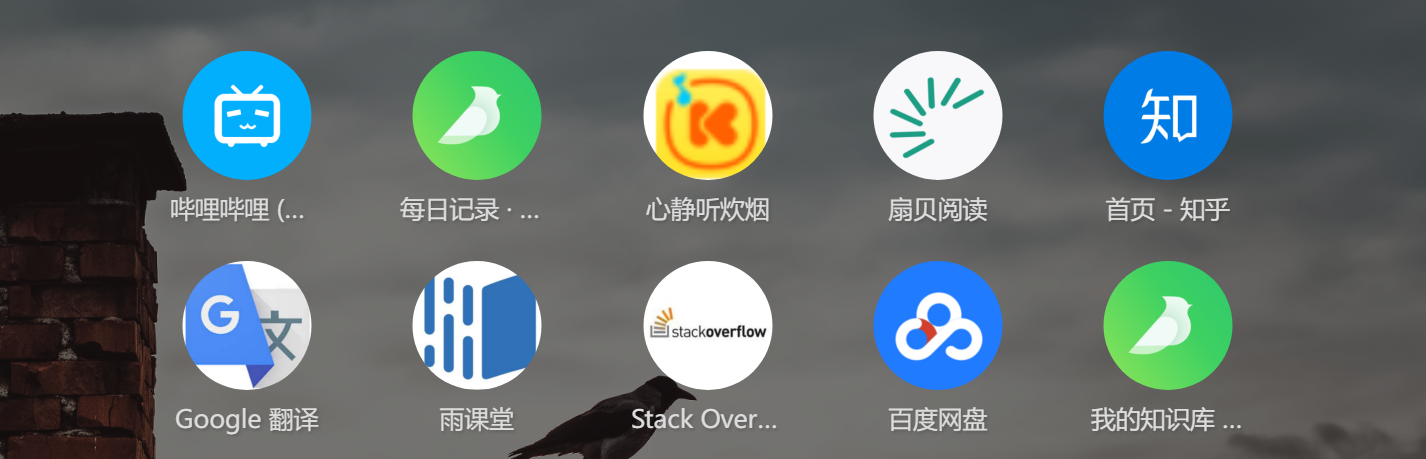 知
哔哩哔哩 (...
每日记录 · ...
心静听炊烟
扇贝阅读
首页 - 知乎
G 文
stackoverflow
Google 翻译
雨课堂
Stack Over...
百度网盘
我的知识库 ...